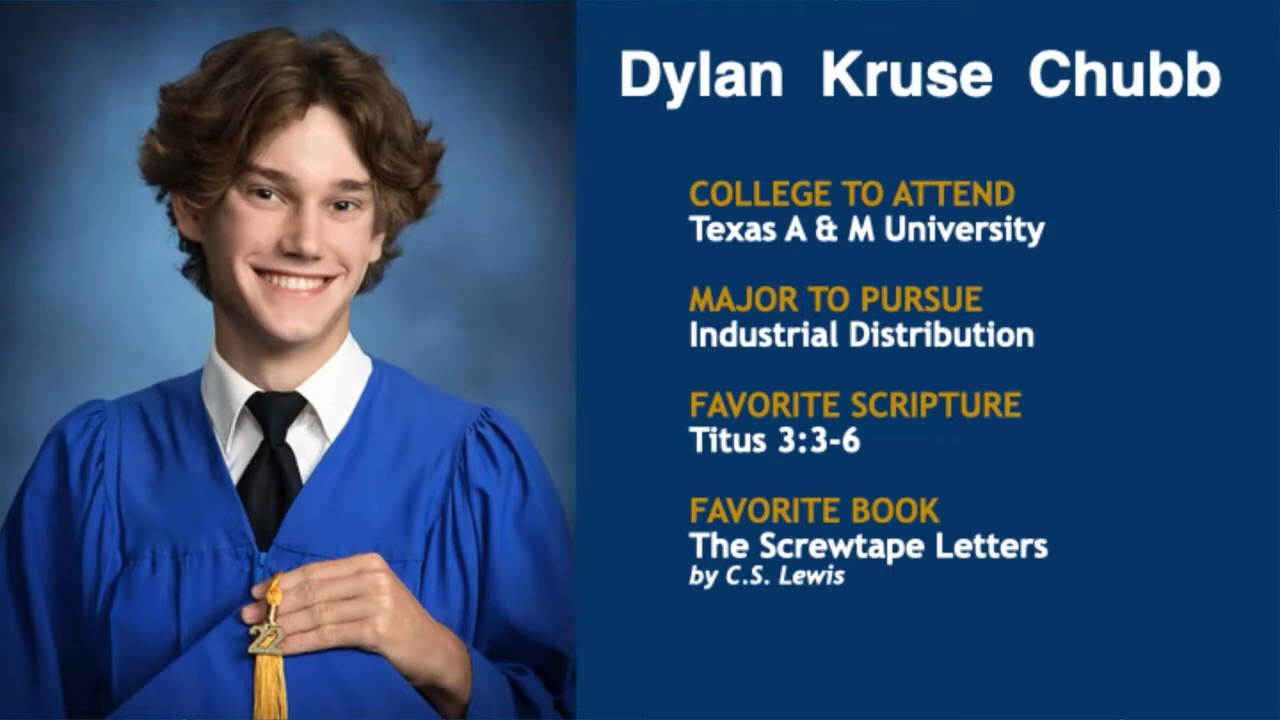 Dylan Kruse Chubb
COLLEGE TO ATTEND
Texas A & M University
MAJOR TO PURSUE
Industrial Distribution
FAVORITE SCRIPTURE
Titus 3:3-6
FAVORITE BOOK
The Screwtape Letters
by C.S. Lewis
22